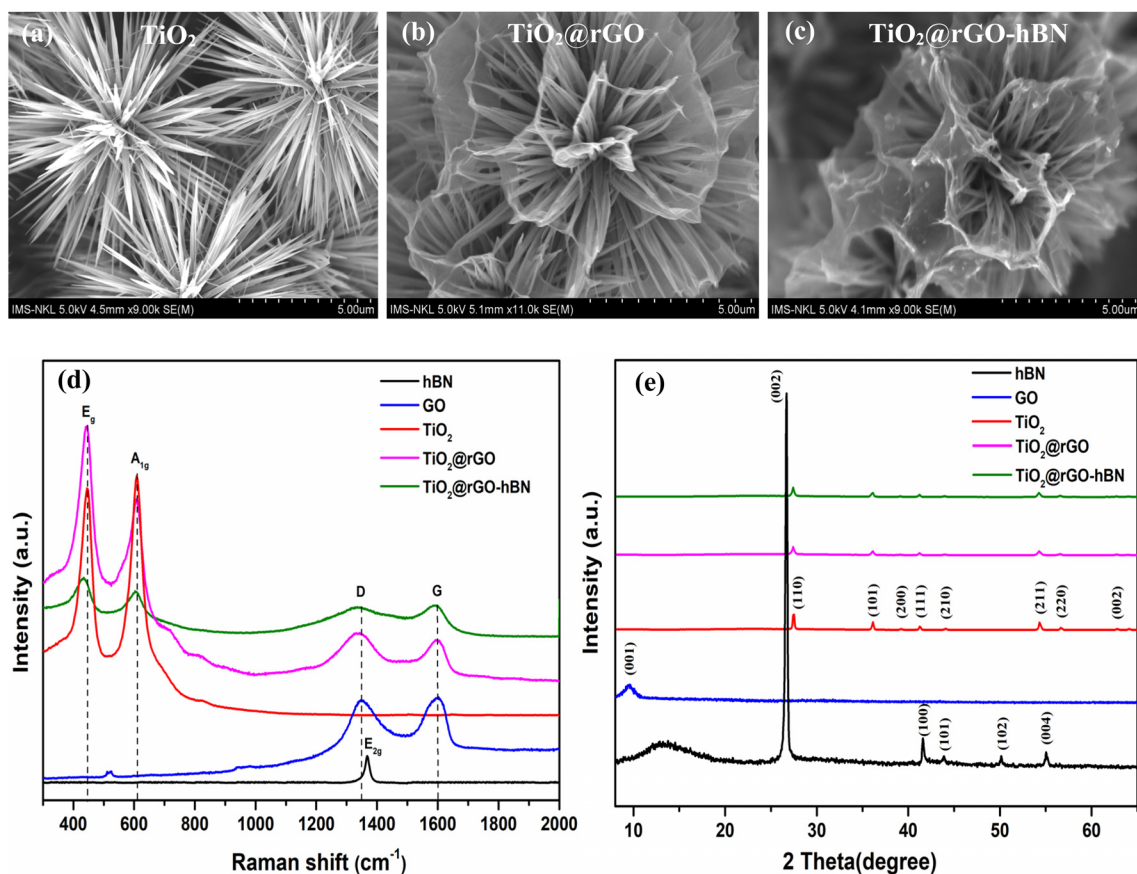 (a) TiO₂
IMS-NKL 5.0kV 4.5mm x9.00k SE(M) 5.00um
(b) TiO₂@rGO
IMS-NKL 5.0kV 5.1mm x11.0k SE(M) 5.00um
(c) TiO₂@rGO-hBN
IMS-NKL 5.0kV 4.1mm x9.00k SE(M) 5.00um
(d)
hBN
GO
TiO₂
TiO₂@rGO
TiO₂@rGO-hBN
E_g
A_1g
D
G
E_2g
Intensity (a.u.)
400 600 800 1000 1200 1400 1600 1800 2000
Raman shift (cm⁻¹)
(e)
hBN
GO
TiO₂
TiO₂@rGO
TiO₂@rGO-hBN
(002)
(110) (101) (200) (111) (210) (211) (220) (002)
(001)
(100) (101) (102) (004)
Intensity (a.u.)
10 20 30 40 50 60
2 Theta(degree)